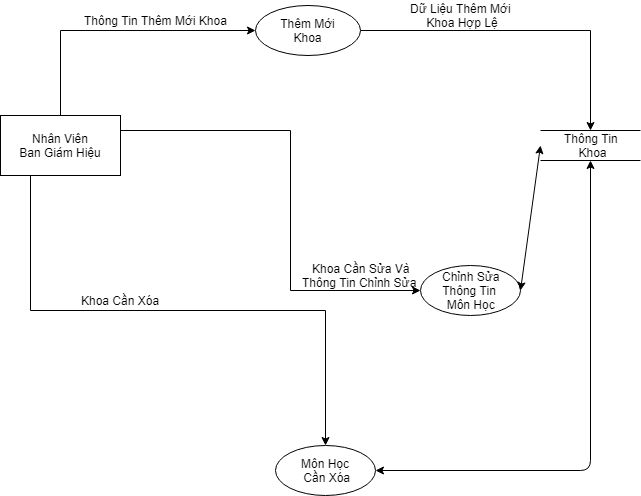 Thông Tin Thêm Mới Khoa
Thêm Mới
Khoa
Dữ Liệu Thêm Mới
Khoa Hợp Lệ
Nhân Viên
Ban Giám Hiệu
Thông Tin
Khoa
Khoa Cần Sửa Và
Thông Tin Chỉnh Sửa
Chỉnh Sửa
Thông Tin
Môn Học
Khoa Cần Xóa
Môn Học
Cần Xóa